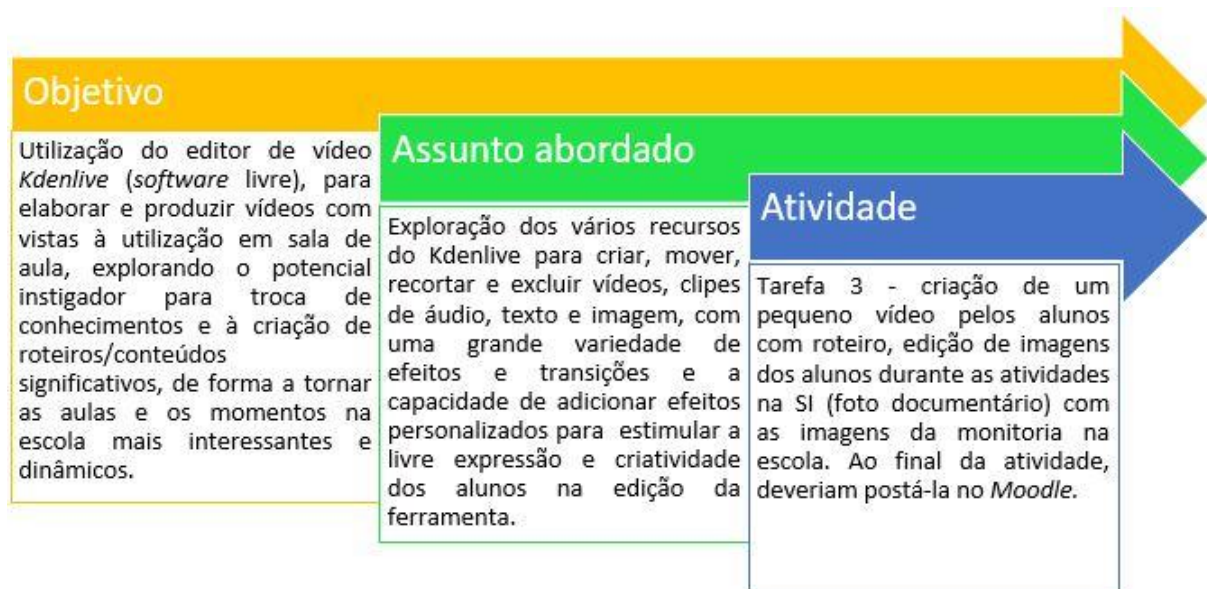 Objetivo
Utilização do editor de vídeo
Kdenlive (software livre), para
elaborar e produzir vídeos com
vistas à utilização em sala de
aula, explorando o potencial
instigador para troca de
conhecimentos e à criação de
roteiros/conteúdos
significativos, de forma a tornar
as aulas e os momentos na
escola mais interessantes e
dinâmicos.
Assunto abordado
Exploração dos vários recursos
do Kdenlive para criar, mover,
recortar e excluir vídeos, clipes
de áudio, texto e imagem, com
uma grande variedade de
efeitos e transições e a
capacidade de adicionar efeitos
personalizados para estimular a
livre expressão e criatividade
dos alunos na edição da
ferramenta.
Atividade
Tarefa 3 - criação de um
pequeno vídeo pelos alunos
com roteiro, edição de imagens
dos alunos durante as atividades
na SI (foto documentário) com
as imagens da monitoria na
escola. Ao final da atividade,
deveriam postá-la no Moodle.